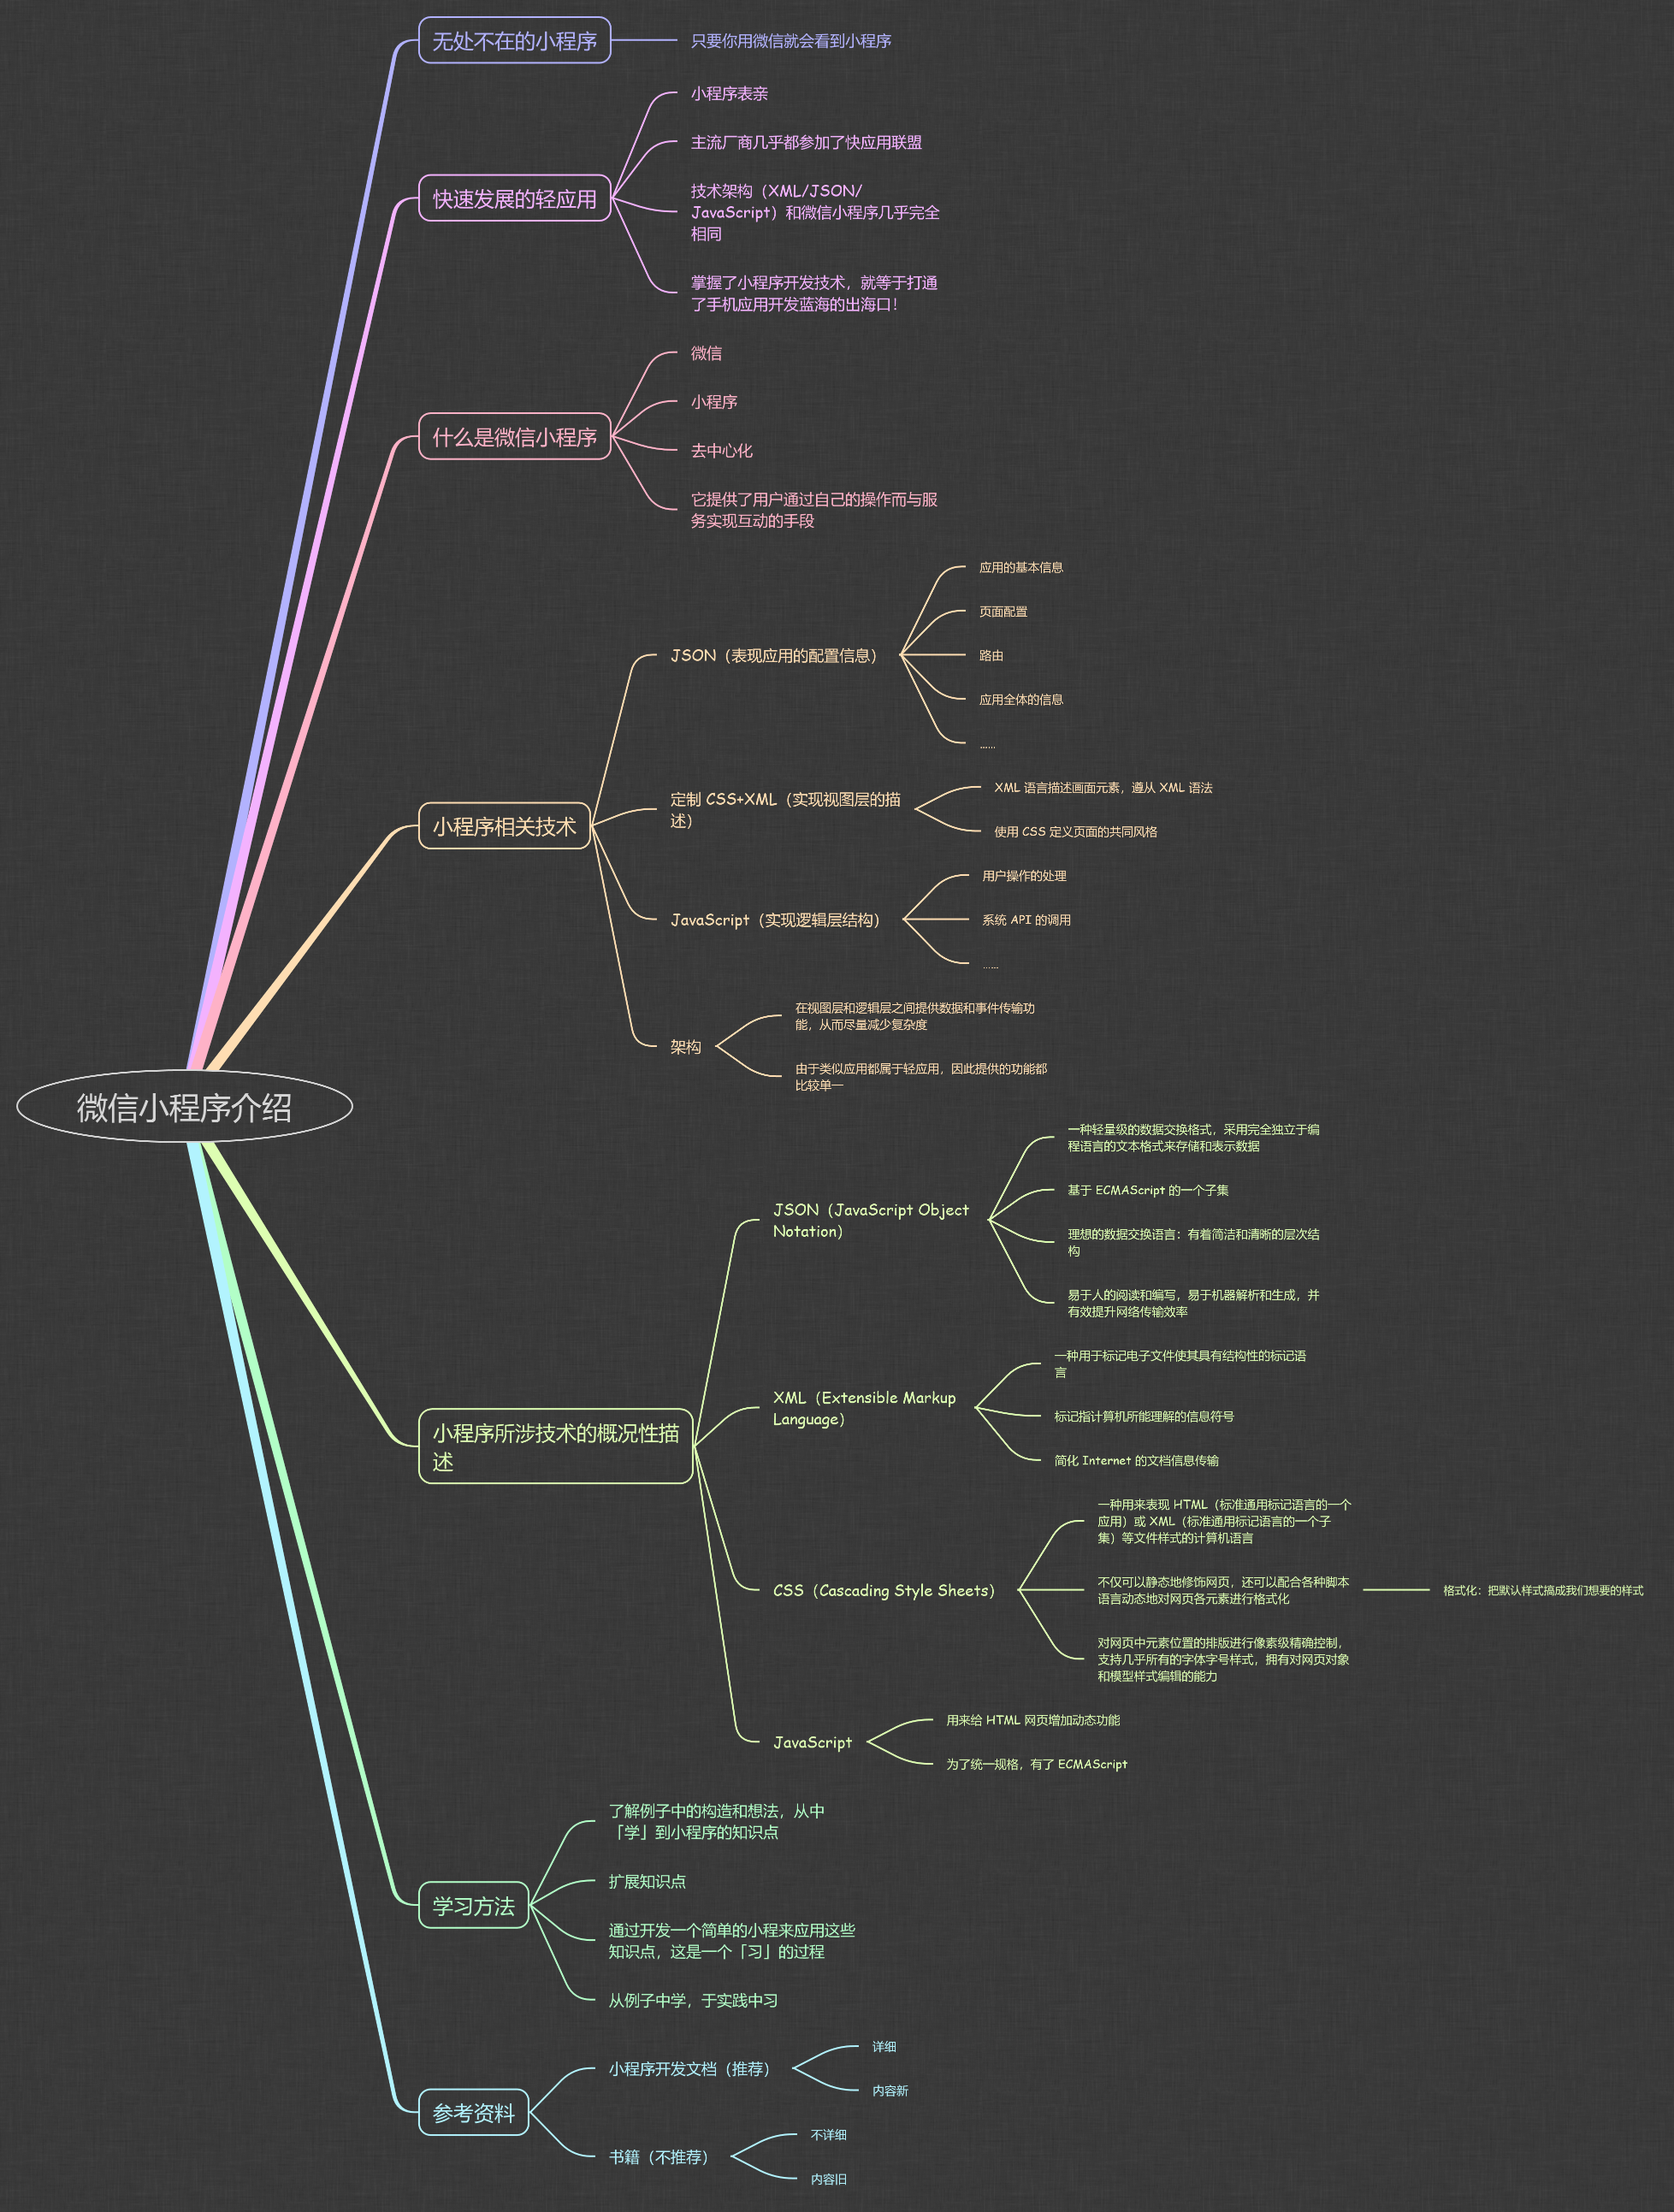 无处不在的小程序
只要你用微信就会看到小程序
快速发展的轻应用
小程序表亲
主流厂商几乎都参加了快应用联盟
技术架构（XML/JSON/
JavaScript）和微信小程序几乎完全
相同
掌握了小程序开发技术，就等于打通
了手机应用开发蓝海的出海口！
什么是微信小程序
微信
小程序
去中心化
它提供了用户通过自己的操作而与服
务实现互动的手段
小程序相关技术
JSON（表现应用的配置信息）
应用的基本信息
页面配置
路由
应用全体的信息
……
定制 CSS+XML（实现视图层的描
述）
XML 语言描述画面元素，遵从 XML 语法
使用 CSS 定义页面的共同风格
JavaScript（实现逻辑层结构）
用户操作的处理
系统 API 的调用
……
架构
在视图层和逻辑层之间提供数据和事件传输功
能，从而尽量减少复杂度
由于类似应用都属于轻应用，因此提供的功能都
比较单一
微信小程序介绍
小程序所涉技术的概况性描
述
JSON（JavaScript Object
Notation）
一种轻量级的数据交换格式，采用完全独立于编
程语言的文本格式来存储和表示数据
基于 ECMAScript 的一个子集
理想的数据交换语言：有着简洁和清晰的层次结
构
易于人的阅读和编写，易于机器解析和生成，并
有效提升网络传输效率
XML（Extensible Markup
Language）
一种用于标记电子文件使其具有结构性的标记语
言
标记指计算机所能理解的信息符号
简化 Internet 的文档信息传输
CSS（Cascading Style Sheets）
一种用来表现 HTML（标准通用标记语言的一个
应用）或 XML（标准通用标记语言的一个子
集）等文件样式的计算机语言
不仅可以静态地修饰网页，还可以配合各种脚本
语言动态地对网页各元素进行格式化
格式化：把默认样式搞成我们想要的样式
对网页中元素位置的排版进行像素级精确控制，
支持几乎所有的字体字号样式，拥有对网页对象
和模型样式编辑的能力
JavaScript
用来给 HTML 网页增加动态功能
为了统一规格，有了 ECMAScript
学习方法
了解例子中的构造和想法，从中
「学」到小程序的知识点
扩展知识点
通过开发一个简单的小程来应用这些
知识点，这是一个「习」的过程
从例子中学，于实践中习
参考资料
小程序开发文档（推荐）
详细
内容新
书籍（不推荐）
不详细
内容旧